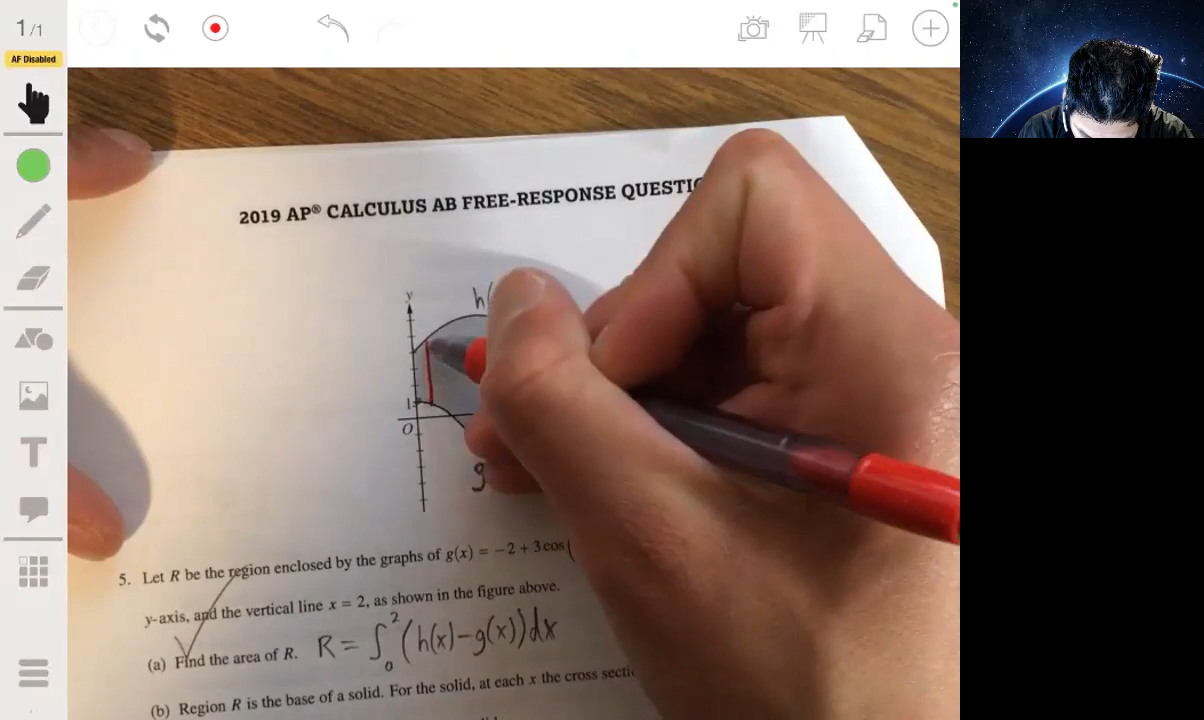 1/1
AF Disabled
T
2019 AP® CALCULUS AB FREE-RESPONSE
y
h(
1
O
g
5. Let R be the region enclosed by the graphs of g(x) = −2 + 3 cos(
y-axis, and the vertical line x = 2, as shown in the figure above.
(a) Find the area of R. R = ∫₀² (h(x)−g(x))dx
(b) Region R is the base of a solid. For the solid, at each x the cross